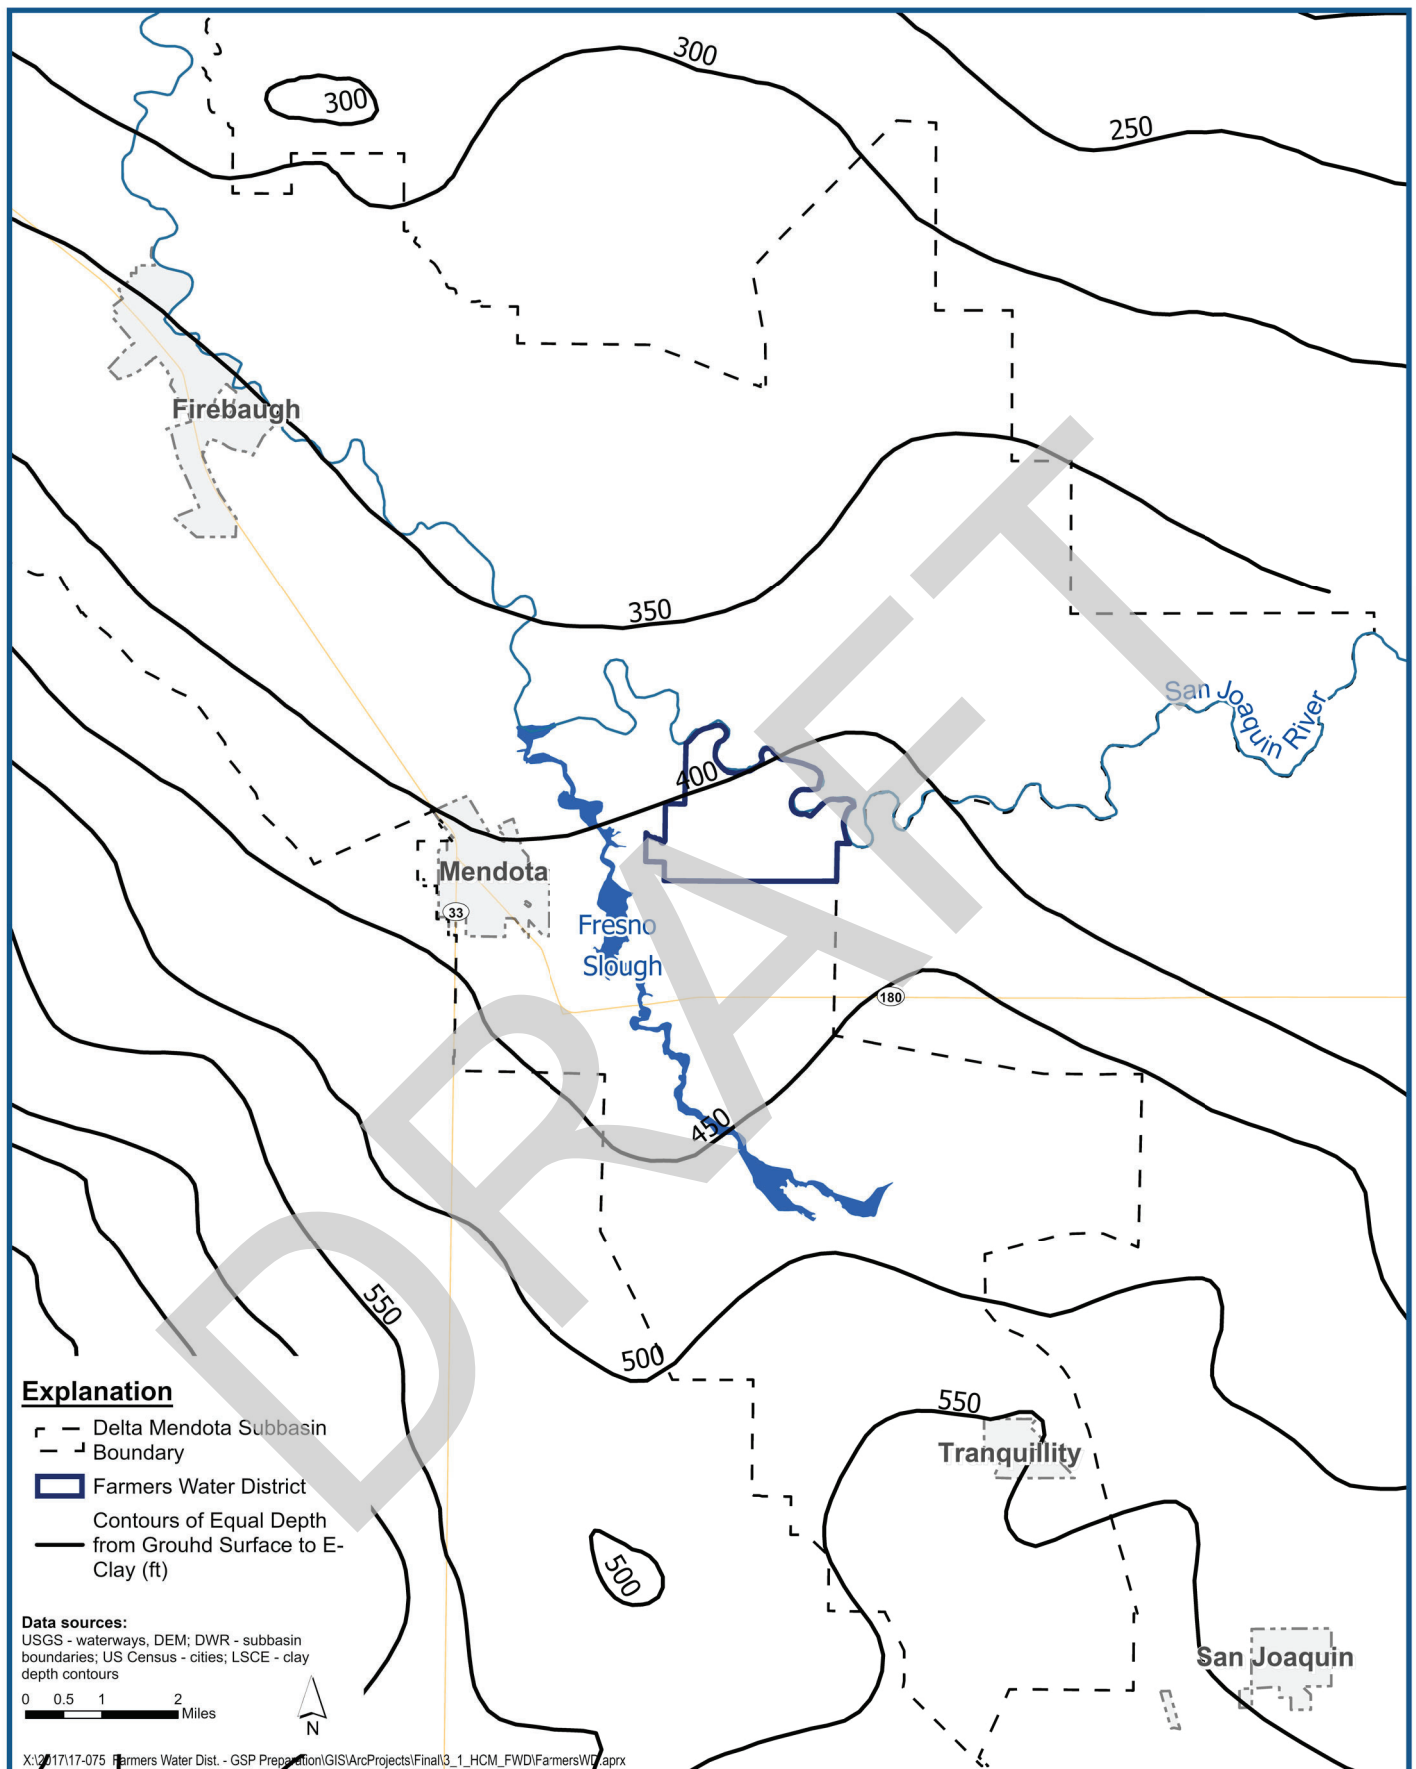 300
300
250
Firebaugh
350
San Joaquin River
400
Mendota
33
Fresno
Slough
180
450
550
500
550
Tranquillity
500
San Joaquin
DRAFT
Explanation
Delta Mendota Subbasin
Boundary
Farmers Water District
Contours of Equal Depth
from Grouhd Surface to E-
Clay (ft)
Data sources:
USGS - waterways, DEM; DWR - subbasin
boundaries; US Census - cities; LSCE - clay
depth contours
0 0.5 1 2
Miles
N
X:\2017\17-075 Farmers Water Dist. - GSP Preparation\GIS\ArcProjects\Final\3_1_HCM_FWD\FarmersWD.aprx